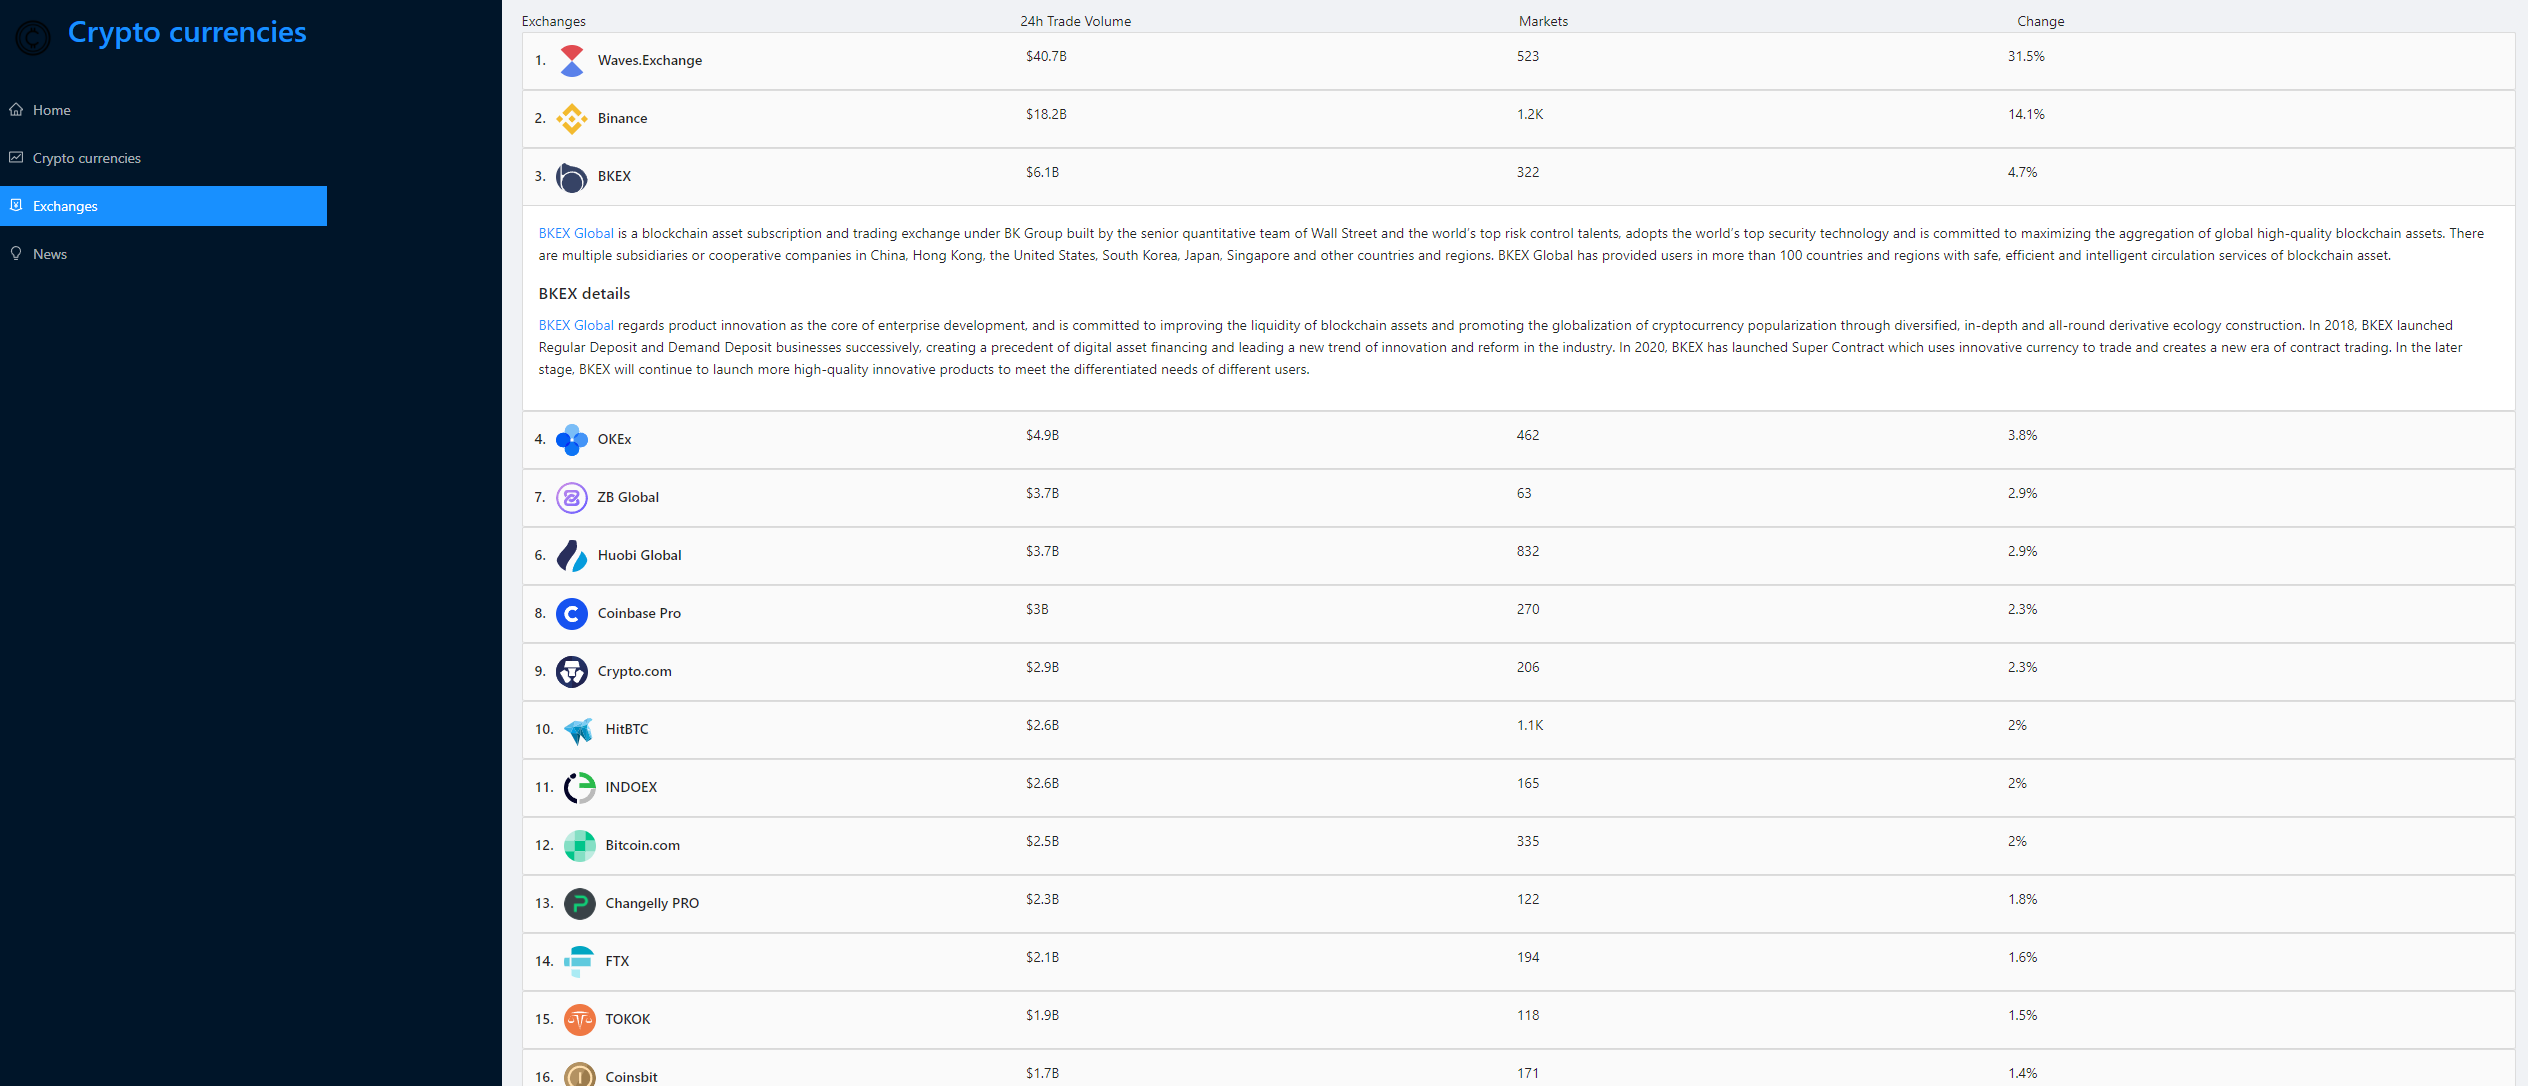 Crypto currencies
Home
Crypto currencies
Exchanges
News
Exchanges 24h Trade Volume Markets Change
1. Waves.Exchange $40.7B 523 31.5%
2. Binance $18.2B 1.2K 14.1%
3. BKEX $6.1B 322 4.7%
BKEX Global is a blockchain asset subscription and trading exchange under BK Group built by the senior quantitative team of Wall Street and the world's top risk control talents, adopts the world's top security technology and is committed to maximizing the aggregation of global high-quality blockchain assets. There
are multiple subsidiaries or cooperative companies in China, Hong Kong, the United States, South Korea, Japan, Singapore and other countries and regions. BKEX Global has provided users in more than 100 countries and regions with safe, efficient and intelligent circulation services of blockchain asset.
BKEX details
BKEX Global regards product innovation as the core of enterprise development, and is committed to improving the liquidity of blockchain assets and promoting the globalization of cryptocurrency popularization through diversified, in-depth and all-round derivative ecology construction. In 2018, BKEX launched
Regular Deposit and Demand Deposit businesses successively, creating a precedent of digital asset financing and leading a new trend of innovation and reform in the industry. In 2020, BKEX has launched Super Contract which uses innovative currency to trade and creates a new era of contract trading. In the later
stage, BKEX will continue to launch more high-quality innovative products to meet the differentiated needs of different users.
4. OKEx $4.9B 462 3.8%
7. ZB Global $3.7B 63 2.9%
6. Huobi Global $3.7B 832 2.9%
8. Coinbase Pro $3B 270 2.3%
9. Crypto.com $2.9B 206 2.3%
10. HitBTC $2.6B 1.1K 2%
11. INDOEX $2.6B 165 2%
12. Bitcoin.com $2.5B 335 2%
13. Changelly PRO $2.3B 122 1.8%
14. FTX $2.1B 194 1.6%
15. TOKOK $1.9B 118 1.5%
16. Coinsbit $1.7B 171 1.4%